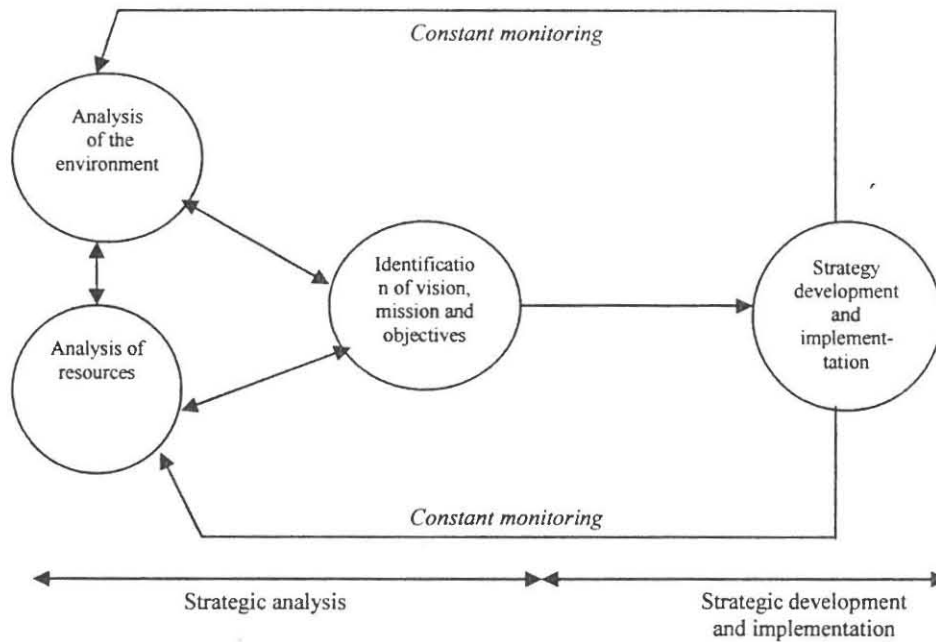 Constant monitoring
Analysis
of the
environment
Identificatio
n of vision,
mission and
objectives
Strategy
development
and
implemen-
tation
Analysis of
resources
Constant monitoring
Strategic analysis
Strategic development
and implementation